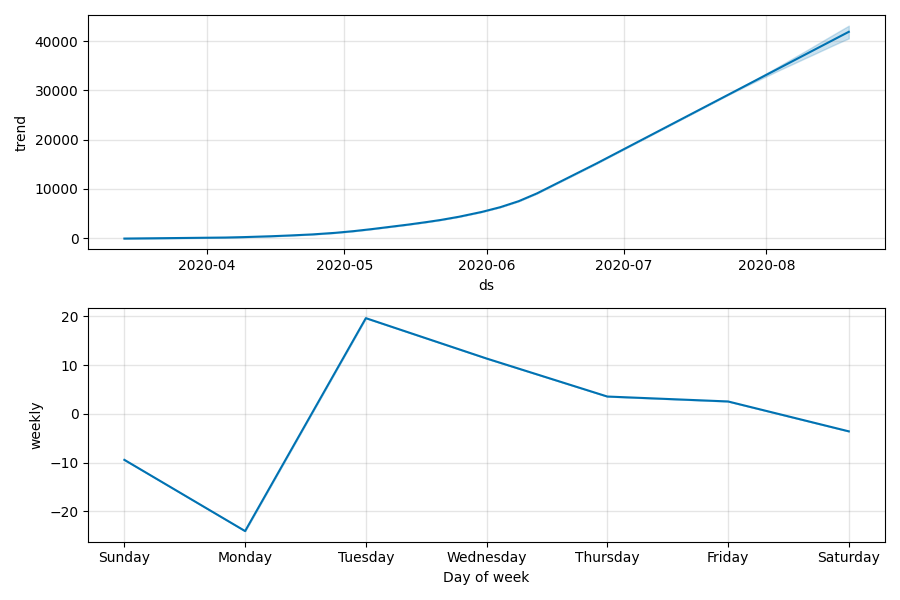 40000
30000
20000
10000
0
trend
2020-04 2020-05 2020-06 2020-07 2020-08
ds
20
10
0
−10
−20
weekly
Sunday Monday Tuesday Wednesday Thursday Friday Saturday
Day of week